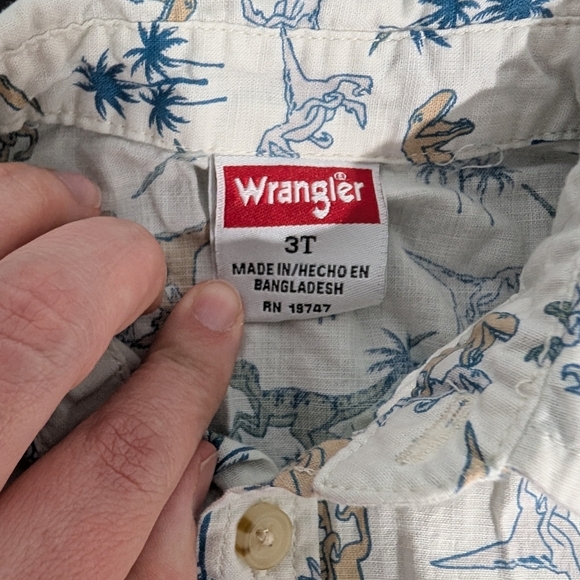 Wrangler®
3T
MADE IN/HECHO EN
BANGLADESH
RN 19747